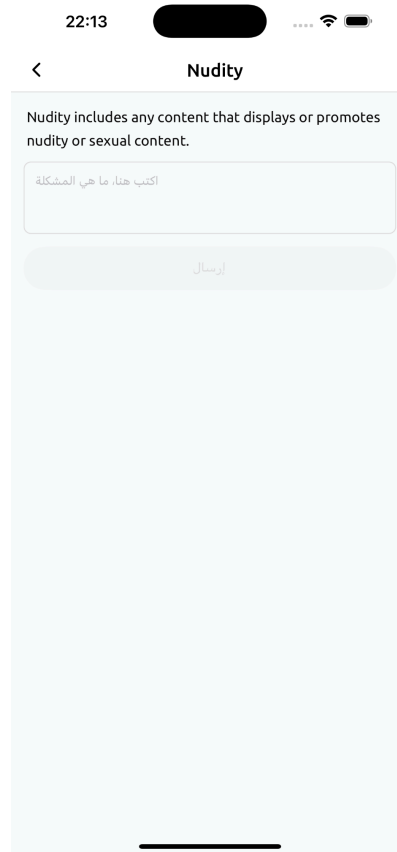 22:13
Nudity
Nudity includes any content that displays or promotes
nudity or sexual content.
اكتب هنا، ما هي المشكلة
إرسال